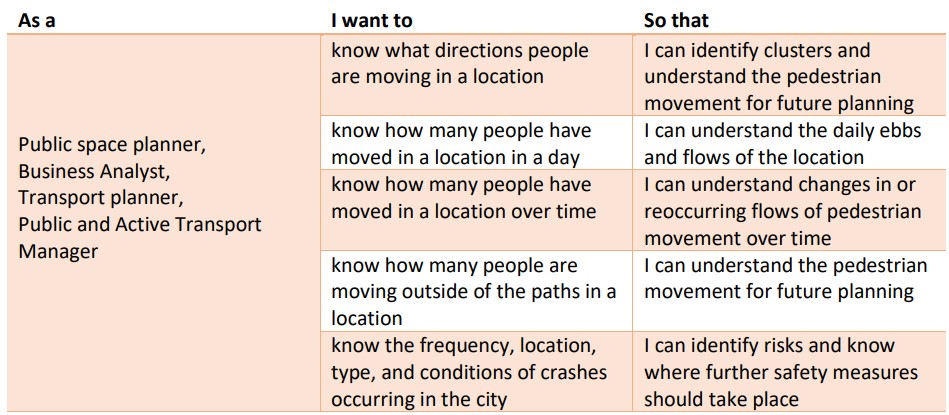 As a
I want to
So that
Public space planner,
Business Analyst,
Transport planner,
Public and Active Transport
Manager
know what directions people
are moving in a location
I can identify clusters and
understand the pedestrian
movement for future planning
know how many people have
moved in a location in a day
I can understand the daily ebbs
and flows of the location
know how many people have
moved in a location over time
I can understand changes in or
reoccurring flows of pedestrian
movement over time
know how many people are
moving outside of the paths in a
location
I can understand the pedestrian
movement for future planning
know the frequency, location,
type, and conditions of crashes
occurring in the city
I can identify risks and know
where further safety measures
should take place